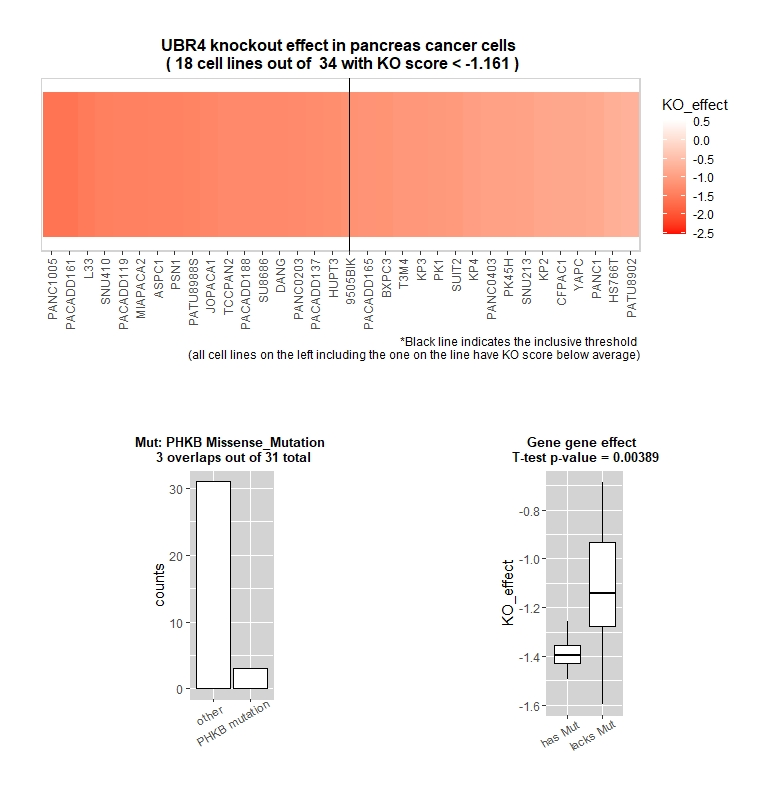 UBR4 knockout effect in pancreas cancer cells
( 18 cell lines out of  34 with KO score < -1.161 )
KO_effect
0.5
0.0
-0.5
-1.0
-1.5
-2.0
-2.5
PANC1005
PACADD161
L33
SNU410
PACADD119
MIAPACA2
ASPC1
PSN1
PATU8988S
JOPACA1
TCCPAN2
PACADD188
SU8686
DANG
PANC0203
PACADD137
HUPT3
9505BIK
PACADD165
BXPC3
T3M4
KP3
PK1
SUIT2
KP4
PANC0403
PK45H
SNU213
KP2
CFPAC1
YAPC
PANC1
HS766T
PATU8902
*Black line indicates the inclusive threshold
(all cell lines on the left including the one on the line have KO score below average)
Mut: PHKB Missense_Mutation
3 overlaps out of 31 total
counts
30
20
10
0
other
PHKB mutation
Gene gene effect
T-test p-value = 0.00389
KO_effect
-0.8
-1.0
-1.2
-1.4
-1.6
has Mut
lacks Mut